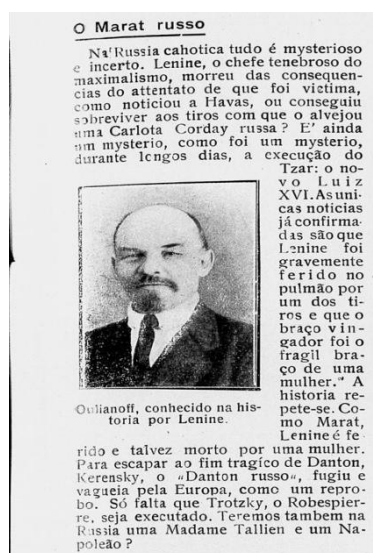 O Marat russo
Na Russia cahotica tudo é mysterioso
e incerto. Lenine, o chefe tenebroso do
maximalismo, morreu das consequen-
cias do attentato de que foi victima,
como noticiou a Havas, ou conseguiu
sobreviver aos tiros com que o alvejou
uma Carlota Corday russa? E' ainda
um mysterio, como foi um mysterio,
durante longos dias, a execução do
Tzar: o no-
vo Luiz
XVI. As uni-
cas noticias
já confirma-
das são que
Lenine foi
gravemente
ferido no
pulmão por
um dos ti-
ros e que o
braço vin-
gador foi o
fragil bra-
ço de uma
mulher." A
historia re-
pete-se. Co-
mo Marat,
Lenine é fe-
rido e talvez morto por uma mulher.
Para escapar ao fim tragico de Danton,
Kerensky, o «Danton russo», fugiu e
vagueia pela Europa, como um repro-
bo. Só falta que Trotzky, o Robespier-
re, seja executado. Teremos tambem na
Russia uma Madame Tallien e um Na-
poleão?
Oulianoff, conhecido na his-
toria por Lenine.